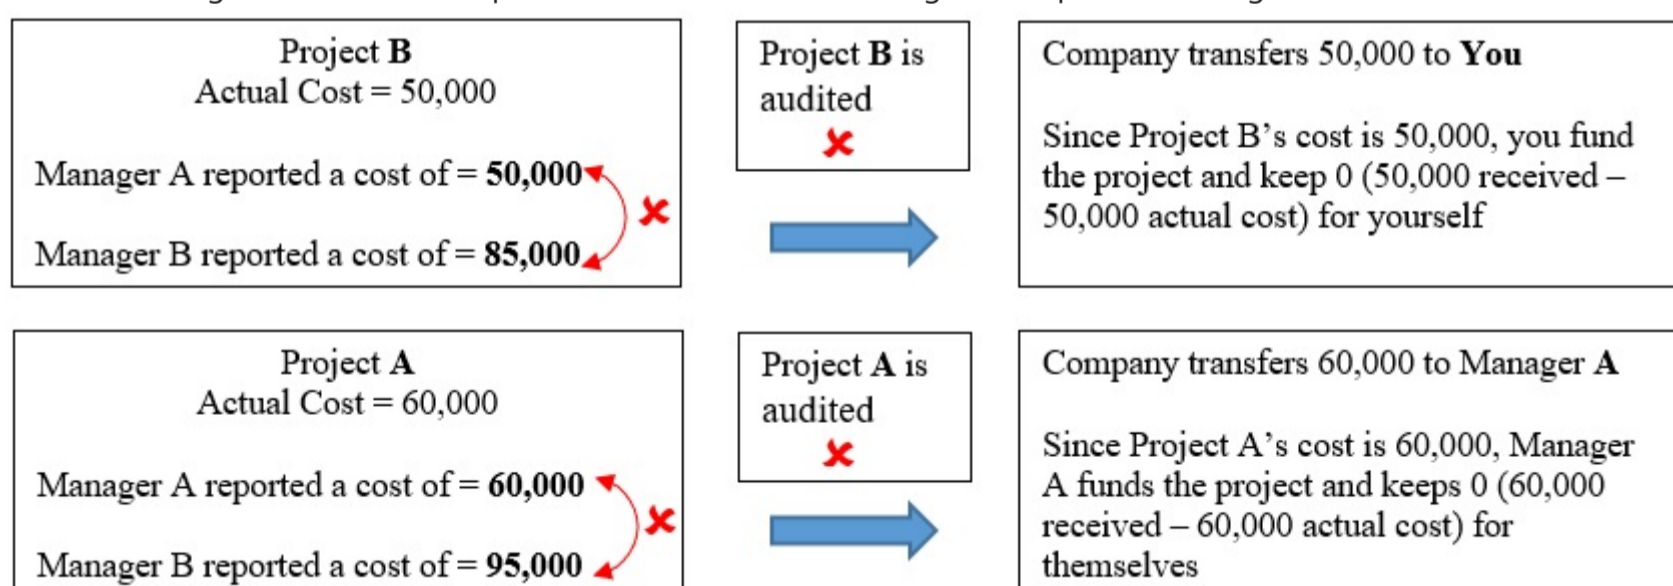 Project B
Actual Cost = 50,000
Manager A reported a cost of = 50,000
Manager B reported a cost of = 85,000
Project B is
audited
Company transfers 50,000 to You
Since Project B’s cost is 50,000, you fund
the project and keep 0 (50,000 received –
50,000 actual cost) for yourself
Project A
Actual Cost = 60,000
Manager A reported a cost of = 60,000
Manager B reported a cost of = 95,000
Project A is
audited
Company transfers 60,000 to Manager A
Since Project A’s cost is 60,000, Manager
A funds the project and keeps 0 (60,000
received – 60,000 actual cost) for
themselves